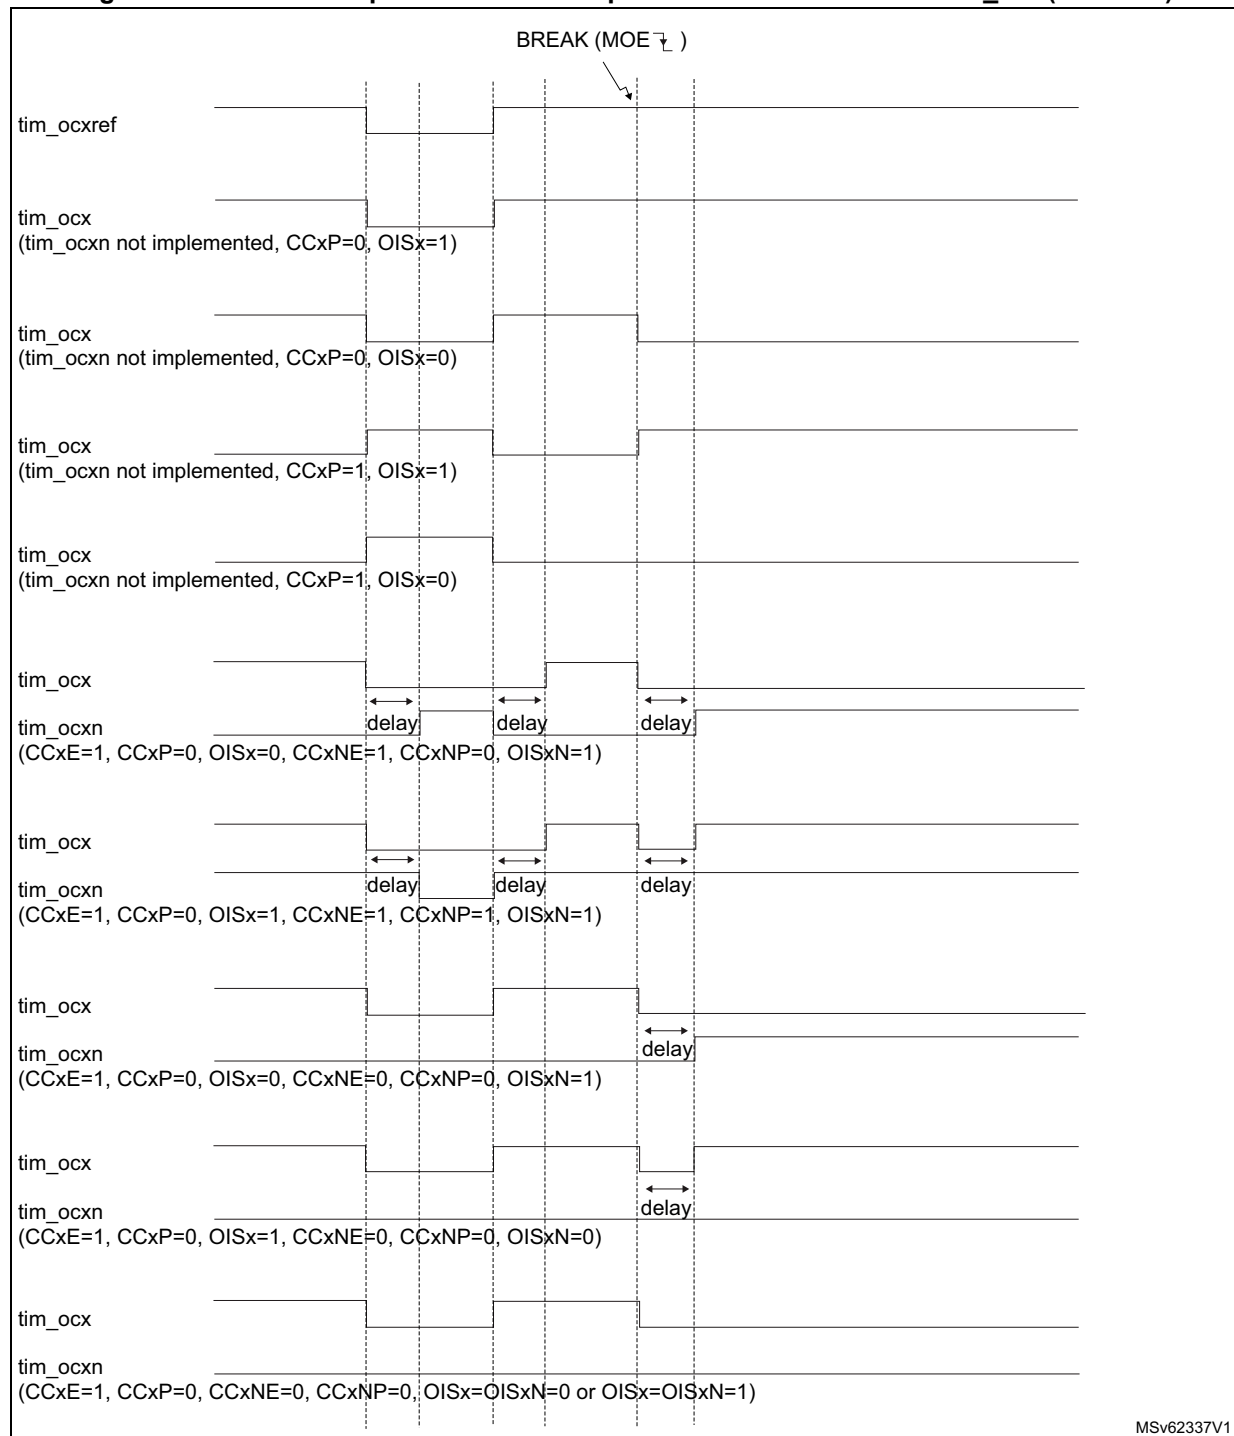 BREAK (MOE )
tim_ocxref
tim_ocx
(tim_ocxn not implemented, CCxP=0, OISx=1)
tim_ocx
(tim_ocxn not implemented, CCxP=0, OISx=0)
tim_ocx
(tim_ocxn not implemented, CCxP=1, OISx=1)
tim_ocx
(tim_ocxn not implemented, CCxP=1, OISx=0)
tim_ocx
delay delay delay
tim_ocxn
(CCxE=1, CCxP=0, OISx=0, CCxNE=1, CCxNP=0, OISxN=1)
tim_ocx
delay delay delay
tim_ocxn
(CCxE=1, CCxP=0, OISx=1, CCxNE=1, CCxNP=1, OISxN=1)
tim_ocx
delay
tim_ocxn
(CCxE=1, CCxP=0, OISx=0, CCxNE=0, CCxNP=0, OISxN=1)
tim_ocx
delay
tim_ocxn
(CCxE=1, CCxP=0, OISx=1, CCxNE=0, CCxNP=0, OISxN=0)
tim_ocx
tim_ocxn
(CCxE=1, CCxP=0, CCxNE=0, CCxNP=0, OISx=OISxN=0 or OISx=OISxN=1)
MSv62337V1